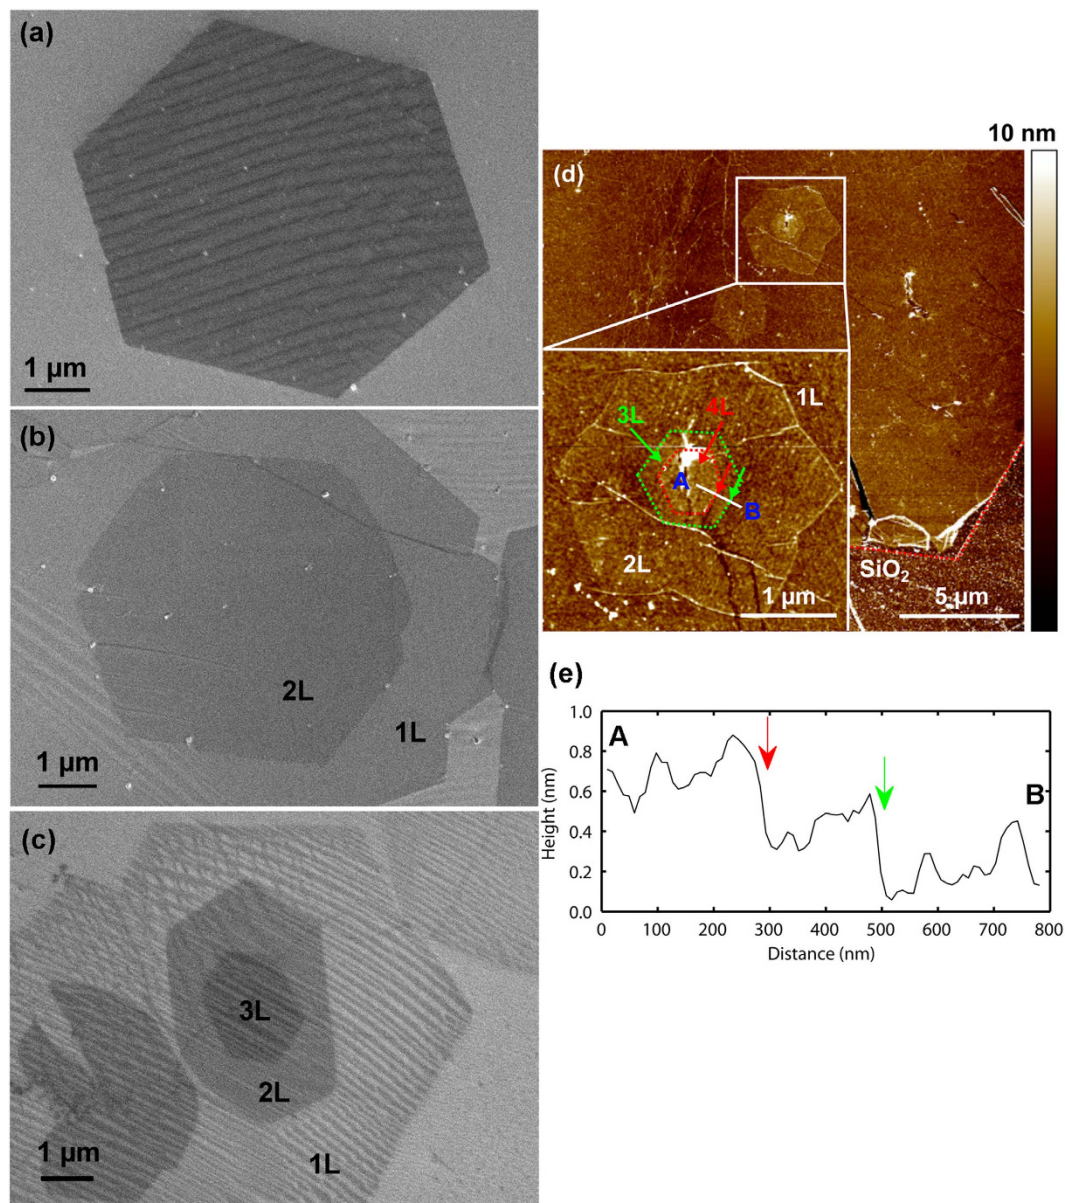 (a)
1 µm
(b)
2L
1L
1 µm
(c)
3L
2L
1L
1 µm
10 nm
(d)
1L
3L
4L
A
B
2L
1 µm
SiO₂
5 µm
(e)
1.0
0.8
0.6
0.4
0.2
0.0
Height (nm)
A
B
0 100 200 300 400 500 600 700 800
Distance (nm)